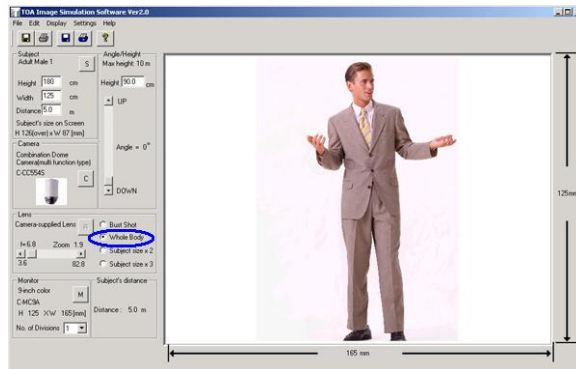 TOA Image Simulation Software Ver2.0
File Edit Display Settings Help
Subject
Adult Male 1
S
Height 180 cm
Width 125 cm
Distance 5.0 m
Subject's size on Screen
H 126(over) x W 87 [mm]
Angle/Height
Max height: 10 m
Height 90.0 cm
UP
Angle = 0°
DOWN
Camera
Combination Dome
Camera(multi function type)
C-CC554S
C
Lens
Camera-supplied Lens
f=6.8 Zoom 1.9
3.6 82.8
Bust Shot
Whole Body
Subject size x 2
Subject size x 3
Monitor
9-inch color
C-MC9A
M
H 125 X W 165[mm]
No. of Divisions 1
Subject's distance
Distance : 5.0 m
125mm
165 mm